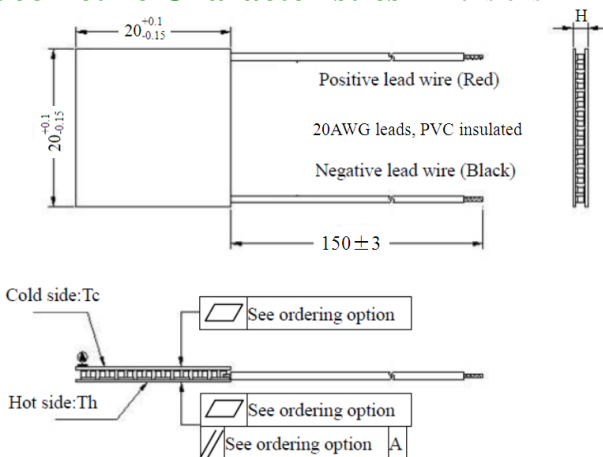 20 +0.1 -0.15
H
Positive lead wire (Red)
20 +0.1 -0.15
20AWG leads, PVC insulated
Negative lead wire (Black)
150±3
Cold side:Tc
See ordering option
A
Hot side:Th
See ordering option
See ordering option A